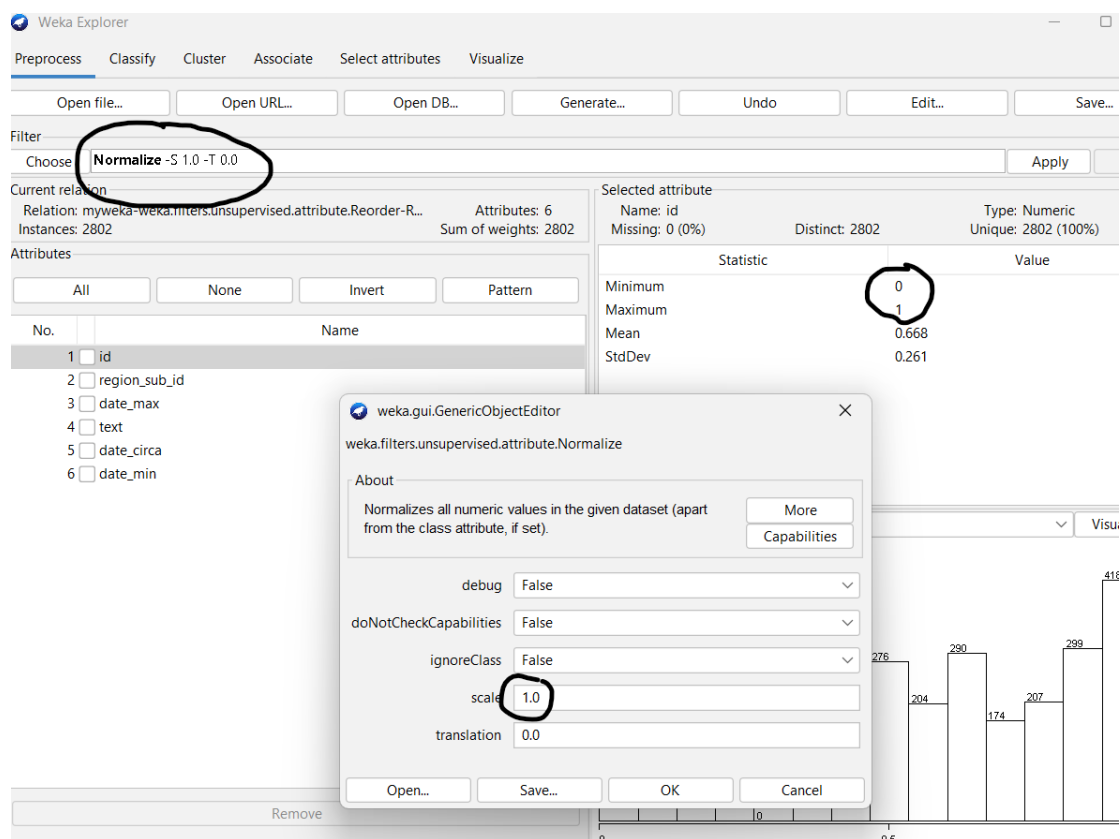 Weka Explorer
Preprocess Classify Cluster Associate Select attributes Visualize
Open file... Open URL... Open DB... Generate... Undo Edit... Save...
Filter
Choose Normalize -S 1.0 -T 0.0 Apply
Current relation
Relation: myweka-weka.filters.unsupervised.attribute.Reorder-R... Attributes: 6
Instances: 2802 Sum of weights: 2802
Selected attribute
Name: id Type: Numeric
Missing: 0 (0%) Distinct: 2802 Unique: 2802 (100%)
Attributes
All None Invert Pattern
No. Name
1 id
2 region_sub_id
3 date_max
4 text
5 date_circa
6 date_min
Remove
Statistic Value
Minimum 0
Maximum 1
Mean 0.668
StdDev 0.261
weka.gui.GenericObjectEditor
weka.filters.unsupervised.attribute.Normalize
About
Normalizes all numeric values in the given dataset (apart
from the class attribute, if set).
More
Capabilities
debug False
doNotCheckCapabilities False
ignoreClass False
scale 1.0
translation 0.0
Open... Save... OK Cancel
276 204 290 174 207 299 418
0
0 0.5